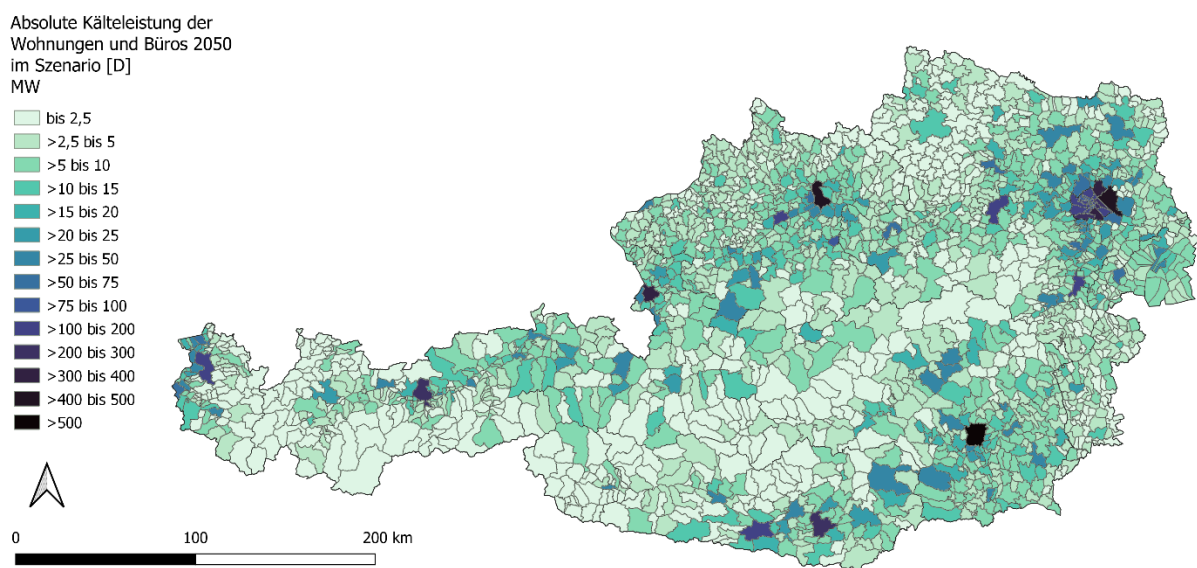 Absolute Kälteleistung der
Wohnungen und Büros 2050
im Szenario [D]
MW
bis 2,5
>2,5 bis 5
>5 bis 10
>10 bis 15
>15 bis 20
>20 bis 25
>25 bis 50
>50 bis 75
>75 bis 100
>100 bis 200
>200 bis 300
>300 bis 400
>400 bis 500
>500
0 100 200 km